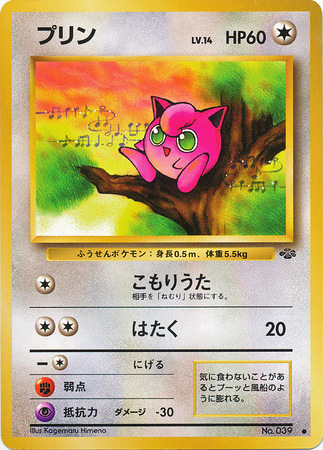 プリン LV.14 HP60
ふうせんポケモン：身長0.5m、体重5.5kg
こもりうた
相手を「ねむり」状態にする。
はたく 20
- にげる
弱点
抵抗力 ダメージ -30
気に食わないことがあ
るとプーッと風船のよう
に膨れる。
Illus. Kagemaru Himeno
No.039